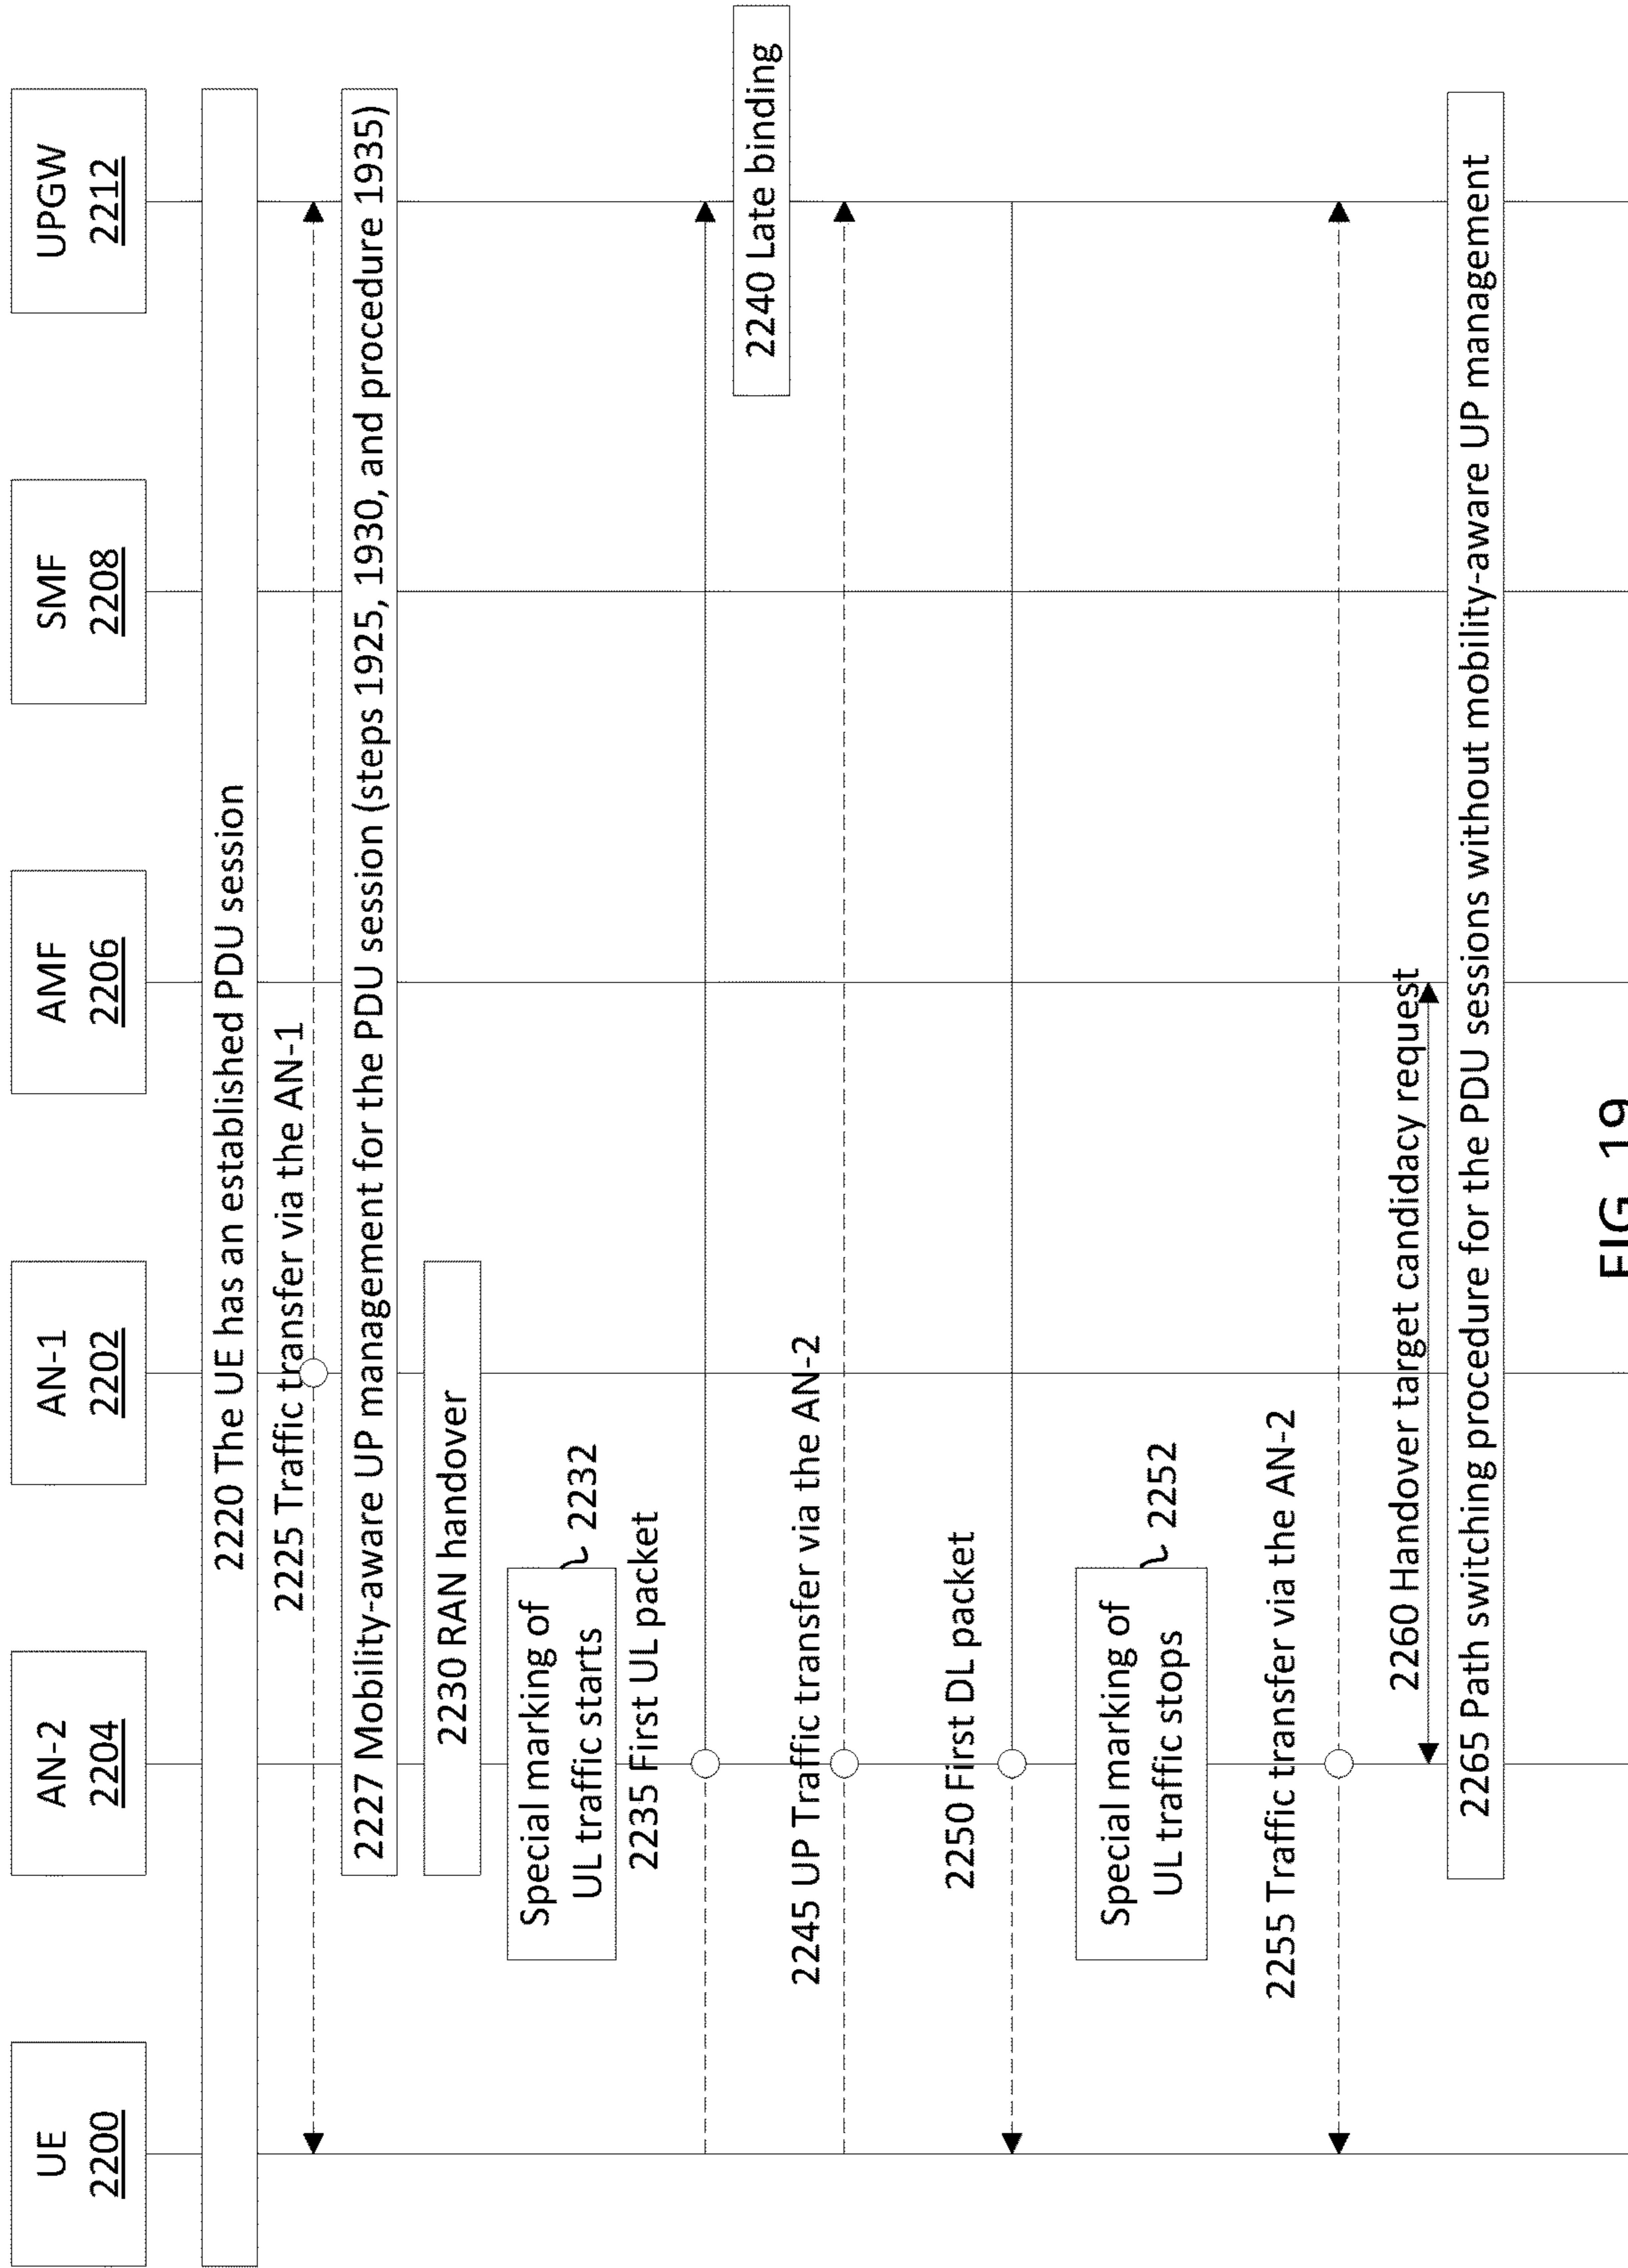 UE
2200
AN-2
2204
AN-1
2202
AMF
2206
SMF
2208
UPGW
2212
2220 The UE has an established PDU session
2225 Traffic transfer via the AN-1
2227 Mobility-aware UP management for the PDU session (steps 1925, 1930, and procedure 1935)
2230 RAN handover
Special marking of
UL traffic starts
2232
2235 First UL packet
2240 Late binding
2245 UP Traffic transfer via the AN-2
2250 First DL packet
Special marking of
UL traffic stops
2252
2255 Traffic transfer via the AN-2
2260 Handover target candidacy request
2265 Path switching procedure for the PDU sessions without mobility-aware UP management
FIG. 19